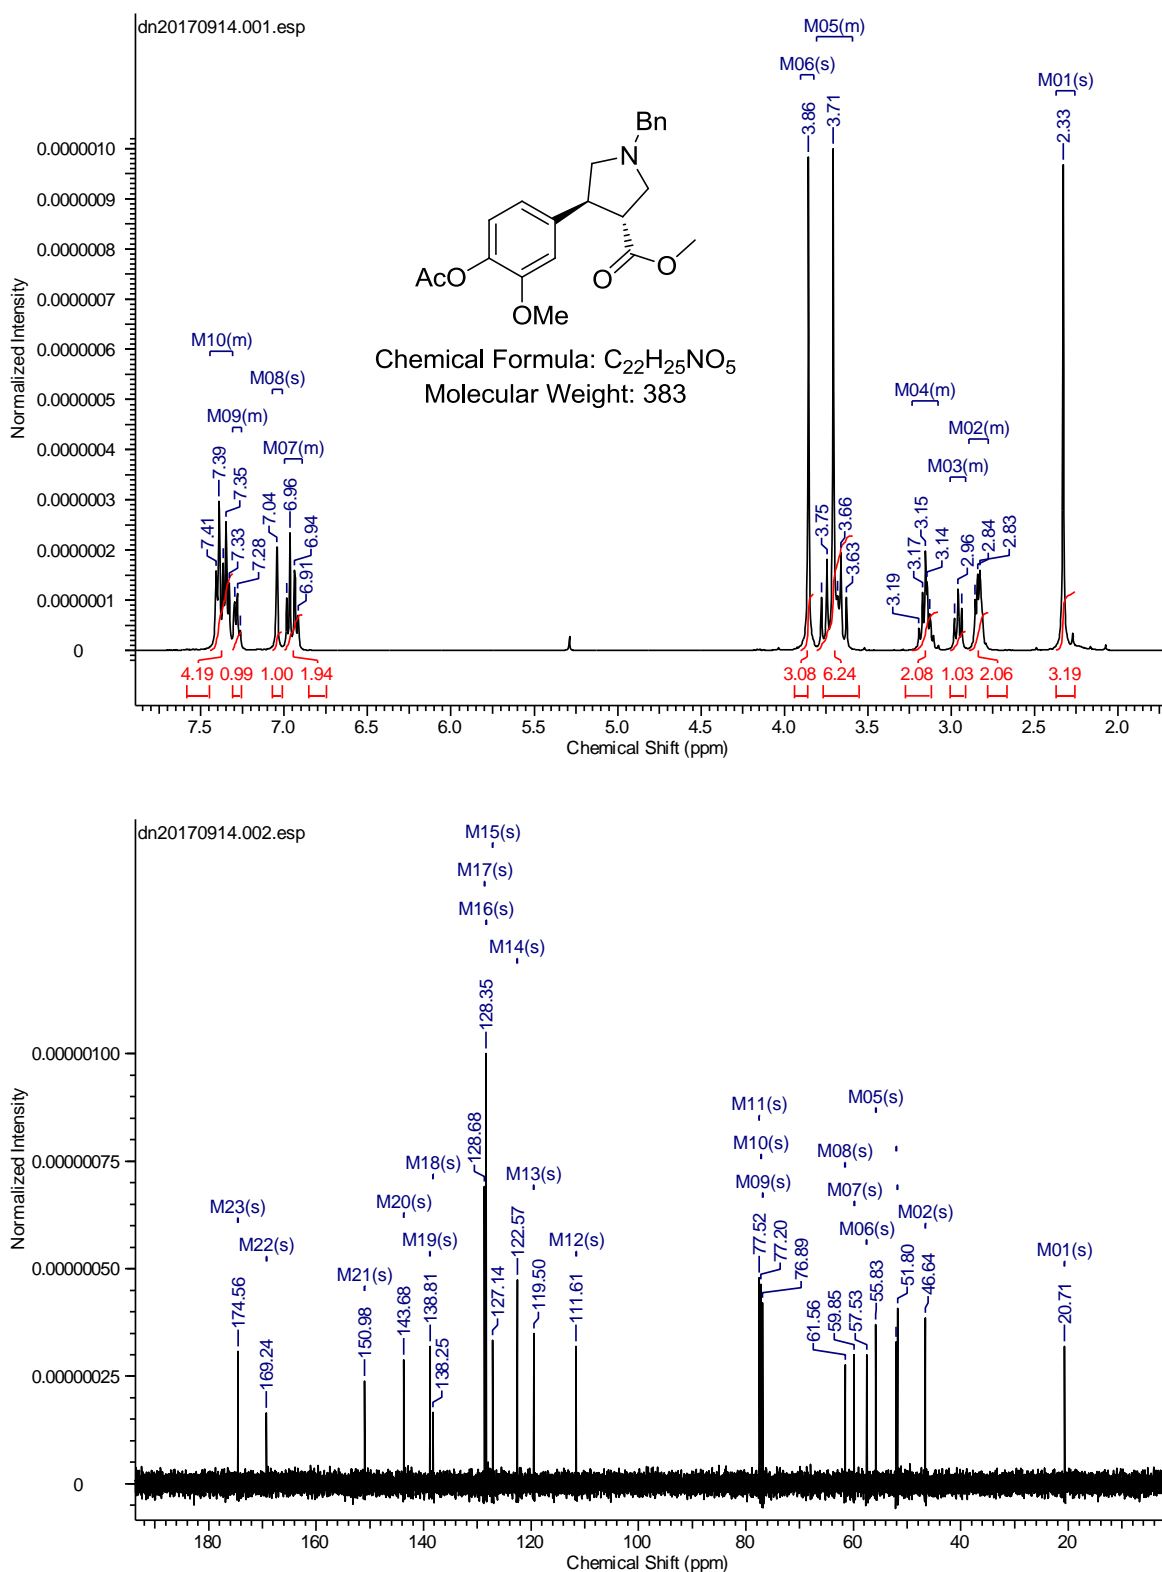 dn20170914.001.esp
M05(m)
M06(s)
M01(s)
3.86
3.71
2.33
Bn
N
O
O
AcO
OMe
Chemical Formula: C22H25NO5
Molecular Weight: 383
M10(m)
M08(s)
M09(m)
M07(m)
M04(m)
M02(m)
M03(m)
7.41
7.39
7.35
7.33
7.28
7.04
6.96
6.94
6.91
3.75
3.66
3.63
3.19
3.17
3.15
3.14
2.96
2.84
2.83
Normalized Intensity
0.0000010
0.0000009
0.0000008
0.0000007
0.0000006
0.0000005
0.0000004
0.0000003
0.0000002
0.0000001
0
4.19 0.99 1.00 1.94 3.08 6.24 2.08 1.03 2.06 3.19
7.5 7.0 6.5 6.0 5.5 5.0 4.5 4.0 3.5 3.0 2.5 2.0
Chemical Shift (ppm)
dn20170914.002.esp
M15(s)
M17(s)
M16(s)
M14(s)
M11(s)
M05(s)
M10(s)
M18(s)
M08(s)
M13(s)
M09(s)
M07(s)
M23(s)
M20(s)
M02(s)
M22(s)
M19(s)
M12(s)
M06(s)
M21(s)
M01(s)
174.56
169.24
150.98
143.68
138.81
138.25
128.68
128.35
127.14
122.57
119.50
111.61
77.52
77.20
76.89
61.56
59.85
57.53
55.83
51.80
46.64
20.71
Normalized Intensity
0.00000100
0.00000075
0.00000050
0.00000025
0
180 160 140 120 100 80 60 40 20
Chemical Shift (ppm)